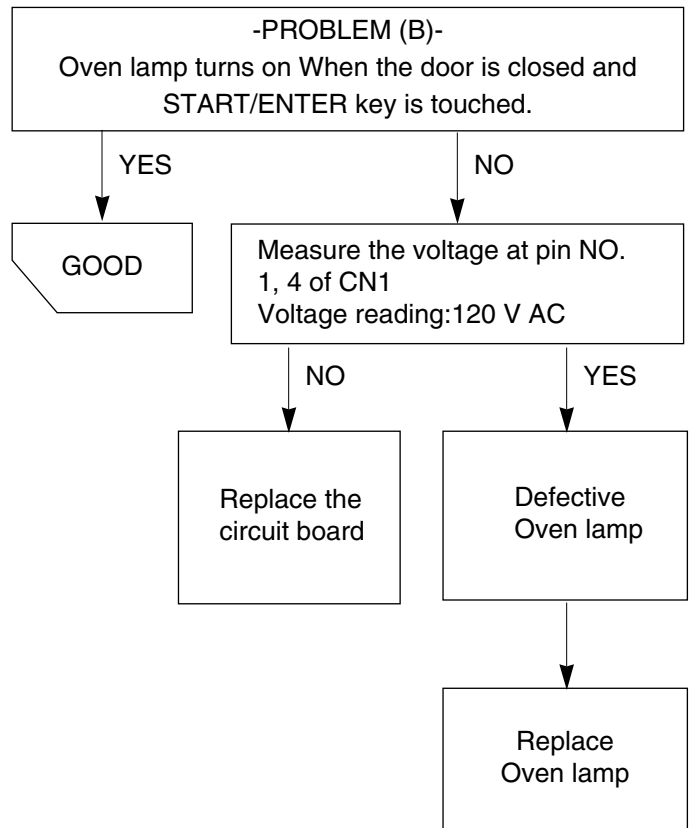 -PROBLEM (B)-
Oven lamp turns on When the door is closed and
START/ENTER key is touched.
YES
NO
GOOD
Measure the voltage at pin NO.
1, 4 of CN1
Voltage reading:120 V AC
NO
YES
Replace the
circuit board
Defective
Oven lamp
Replace
Oven lamp